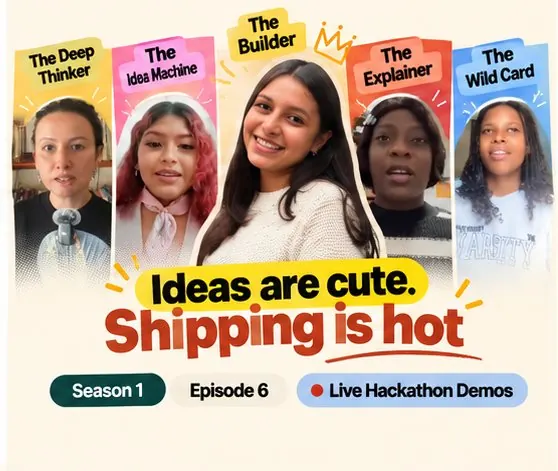 The Deep
Thinker
The
Idea Machine
The
Builder
The
Explainer
The
Wild Card
VARSITY
Ideas are cute.
Shipping is hot
Season 1
Episode 6
Live Hackathon Demos